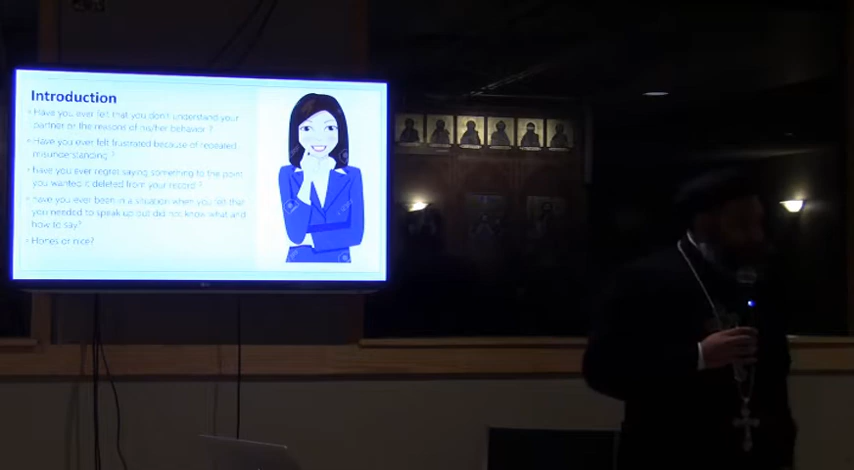 Introduction
Have you ever felt that you don't understand your
partner or the reasons of his/her behavior ?
Have you ever felt frustrated because of repeated
misunderstanding ?
Have you ever regret saying something to the point
you wanted it deleted from your record ?
have you ever been in a situation when you felt that
you needed to speak up but did not know what and
how to say?
Hones or nice?